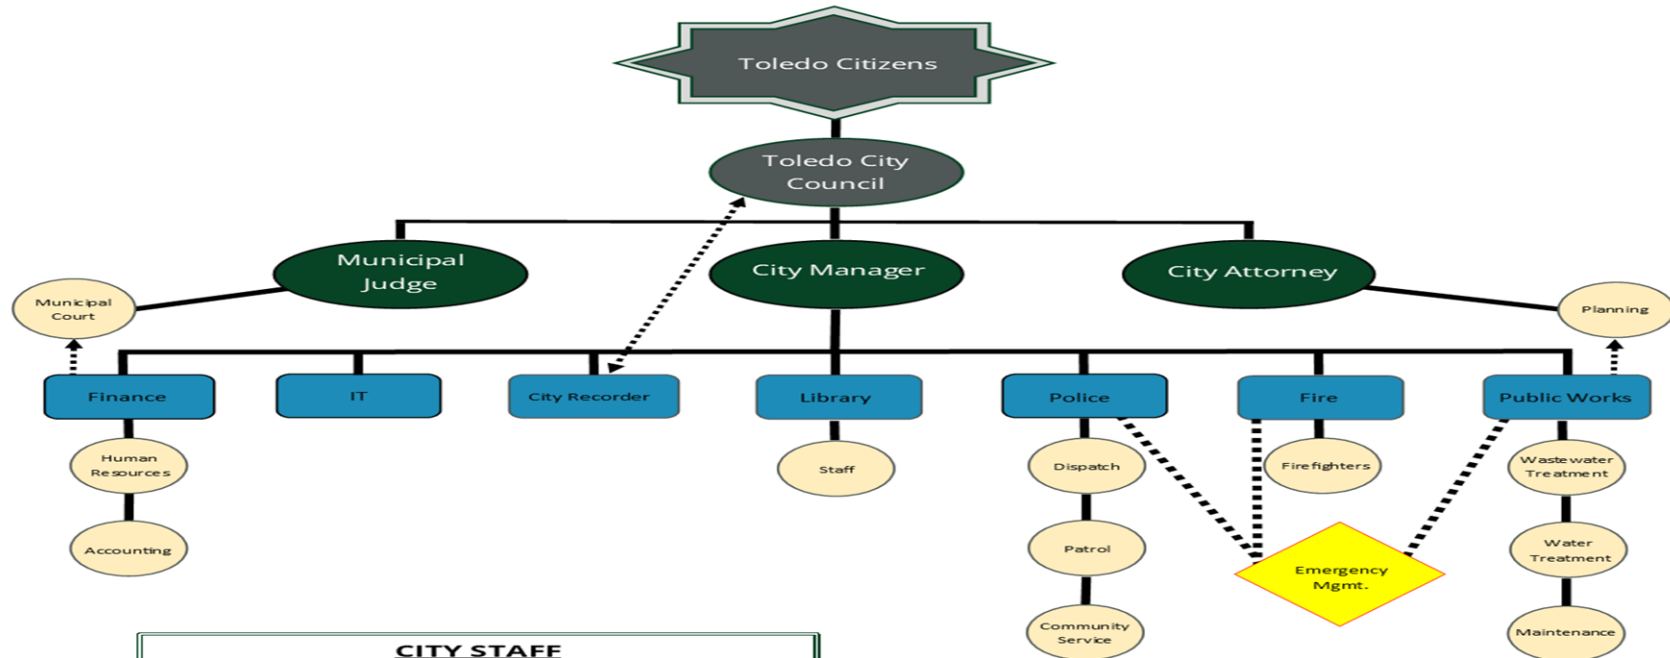 Toledo Citizens
Toledo City
Council
Municipal
Judge
City Manager
City Attorney
Municipal
Court
Planning
Finance
IT
City Recorder
Library
Police
Fire
Public Works
Human
Resources
Staff
Dispatch
Firefighters
Wastewater
Treatment
Accounting
Patrol
Emergency
Mgmt.
Water
Treatment
Community
Service
Maintenance
CITY STAFF